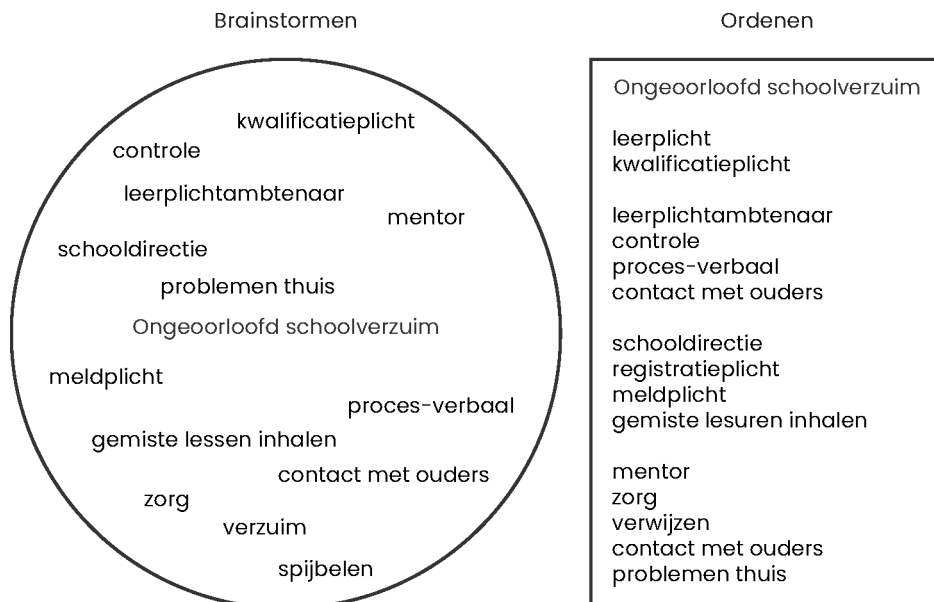 Brainstormen
kwalificatieplicht
controle
leerplichtambtenaar
mentor
schooldirectie
problemen thuis
Ongeoorloofd schoolverzuim
meldplicht
proces-verbaal
gemiste lessen inhalen
contact met ouders
zorg
verzuim
spijbelen
Ordenen
Ongeoorloofd schoolverzuim
leerplicht
kwalificatieplicht
leerplichtambtenaar
controle
proces-verbaal
contact met ouders
schooldirectie
registratieplicht
meldplicht
gemiste lesuren inhalen
mentor
zorg
verwijzen
contact met ouders
problemen thuis